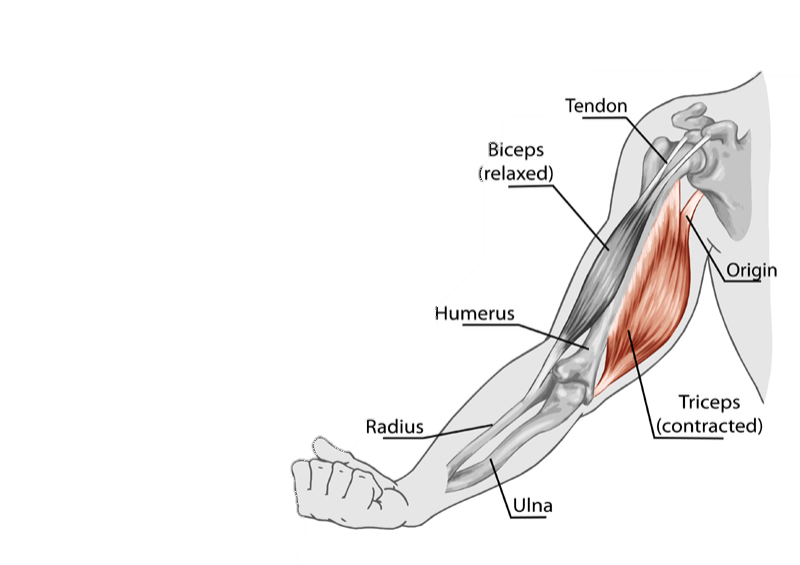 Tendon
Biceps
(relaxed)
Origin
Humerus
Triceps
(contracted)
Radius
Ulna